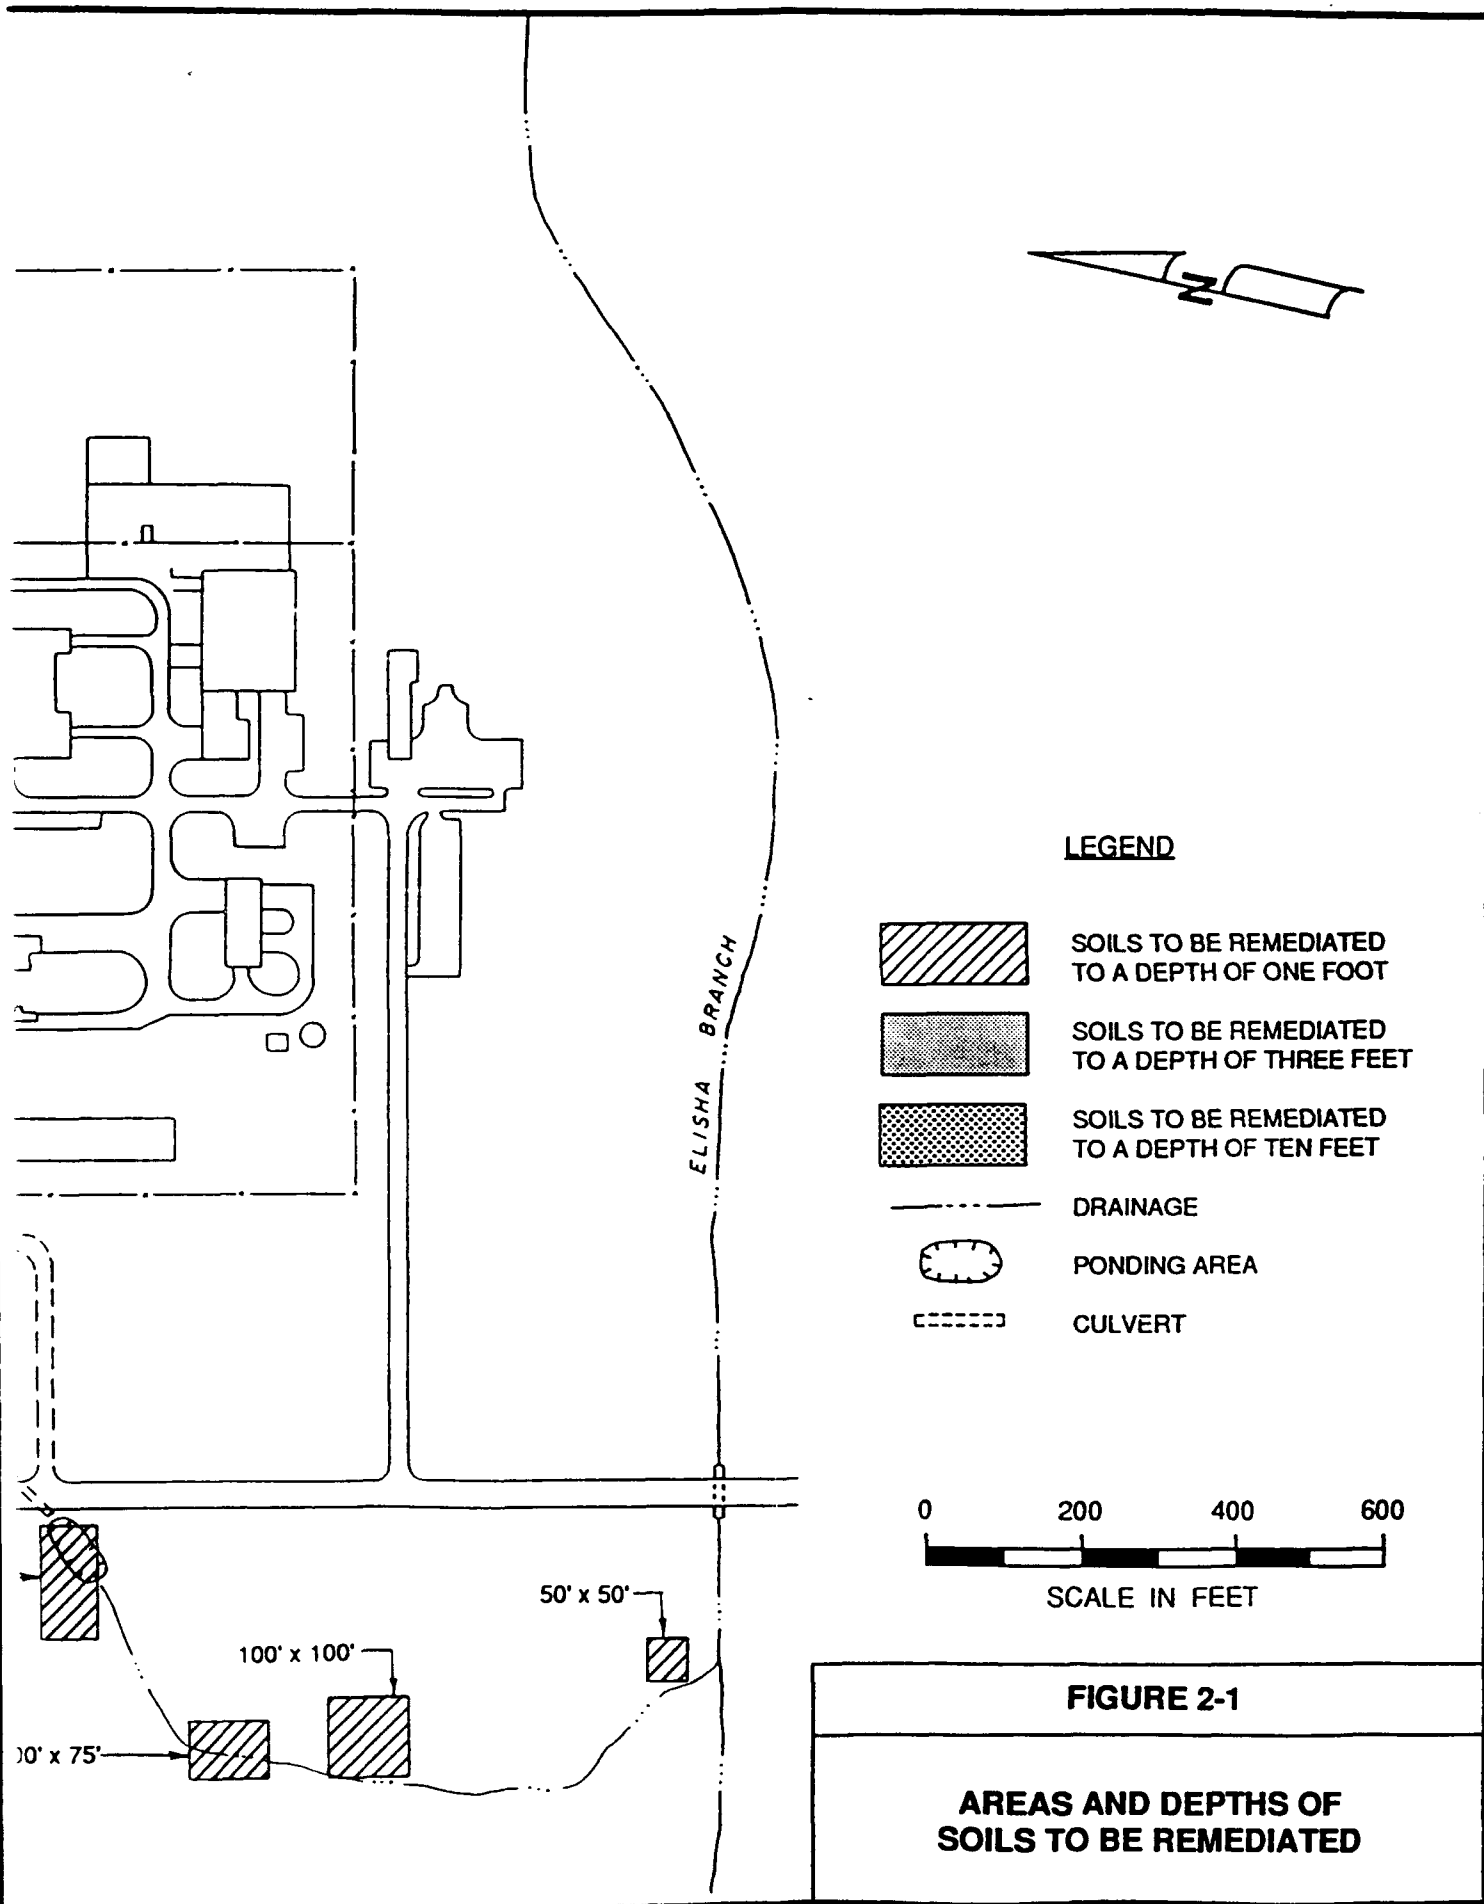 N
ELISHA BRANCH
LEGEND
SOILS TO BE REMEDIATED
TO A DEPTH OF ONE FOOT
SOILS TO BE REMEDIATED
TO A DEPTH OF THREE FEET
SOILS TO BE REMEDIATED
TO A DEPTH OF TEN FEET
DRAINAGE
PONDING AREA
CULVERT
0 200 400 600
SCALE IN FEET
50' x 50'
100' x 100'
0' x 75'
FIGURE 2-1
AREAS AND DEPTHS OF
SOILS TO BE REMEDIATED